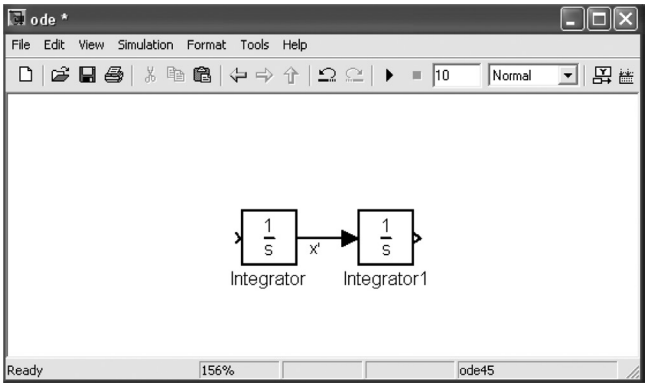 ode *
File Edit View Simulation Format Tools Help
10 Normal
1 1
s x' s
Integrator Integrator1
Ready 156% ode45